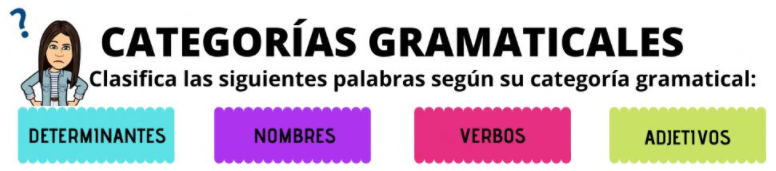 ?
CATEGORÍAS GRAMATICALES
Clasifica las siguientes palabras según su categoría gramatical:
DETERMINANTES NOMBRES VERBOS ADJETIVOS